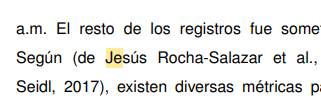 a.m. El resto de los registros fue some
Según (de Jesús Rocha-Salazar et al.,
Seidl, 2017), existen diversas métricas p